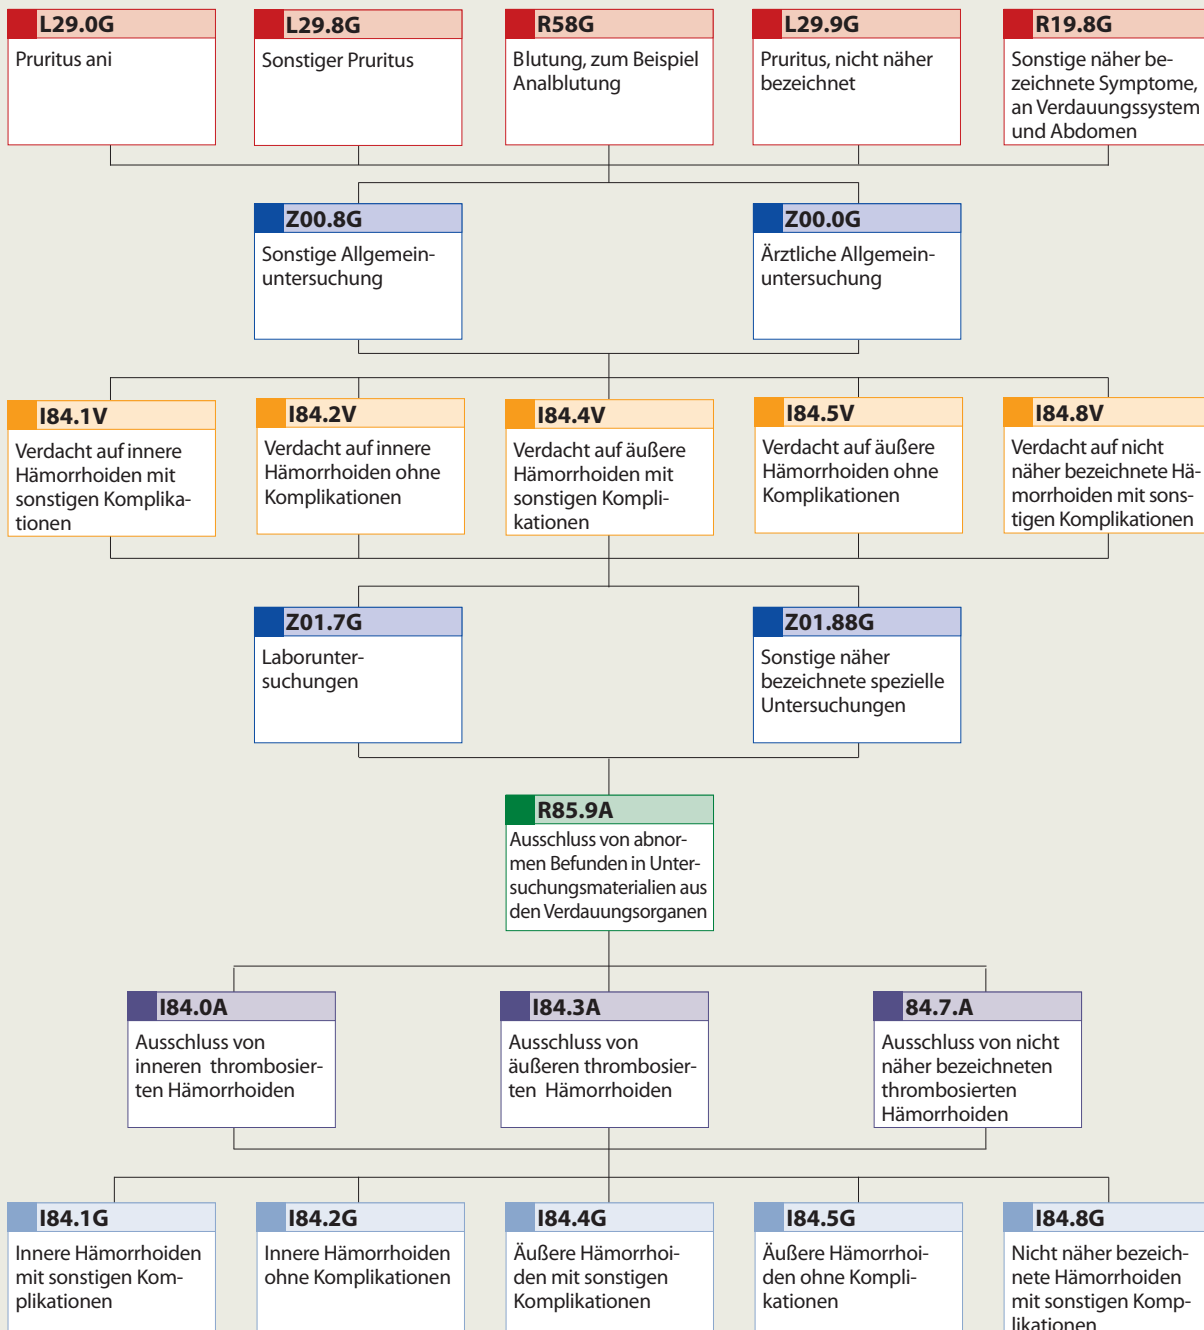 L29.0G
Pruritus ani
L29.8G
Sonstiger Pruritus
R58G
Blutung, zum Beispiel
Analblutung
L29.9G
Pruritus, nicht näher
bezeichnet
R19.8G
Sonstige näher be-
zeichnete Symptome,
an Verdauungssystem
und Abdomen
Z00.8G
Sonstige Allgemein-
untersuchung
Z00.0G
Ärztliche Allgemein-
untersuchung
I84.1V
Verdacht auf innere
Hämorrhoiden mit
sonstigen Komplika-
tionen
I84.2V
Verdacht auf innere
Hämorrhoiden ohne
Komplikationen
I84.4V
Verdacht auf äußere
Hämorrhoiden mit
sonstigen Kompli-
kationen
I84.5V
Verdacht auf äußere
Hämorrhoiden ohne
Komplikationen
I84.8V
Verdacht auf nicht
näher bezeichnete Hä-
morrhoiden mit sons-
tigen Komplikationen
Z01.7G
Laborunter-
suchungen
Z01.88G
Sonstige näher
bezeichnete spezielle
Untersuchungen
R85.9A
Ausschluss von abnor-
men Befunden in Unter-
suchungsmaterialien aus
den Verdauungsorganen
I84.0A
Ausschluss von
inneren thrombosier-
ten Hämorrhoiden
I84.3A
Ausschluss von
äußeren thrombosier-
ten Hämorrhoiden
84.7.A
Ausschluss von nicht
näher bezeichneten
thrombosierten
Hämorrhoiden
I84.1G
Innere Hämorrhoiden
mit sonstigen Kom-
plikationen
I84.2G
Innere Hämorrhoiden
ohne Komplikationen
I84.4G
Äußere Hämorrhoi-
den mit sonstigen
Komplikationen
I84.5G
Äußere Hämorrhoi-
den ohne Kompli-
kationen
I84.8G
Nicht näher bezeich-
nete Hämorrhoiden
mit sonstigen Komp-
likationen